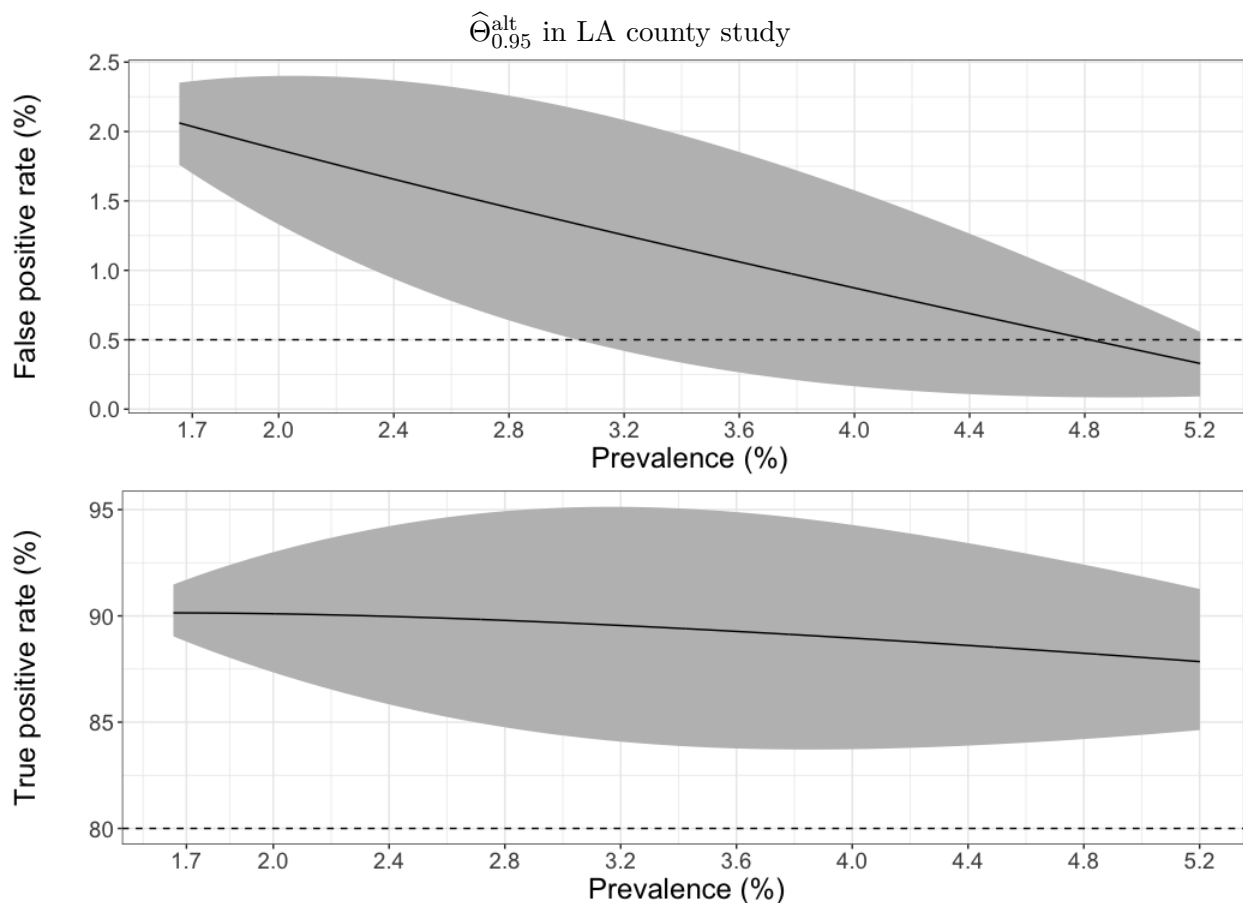 Θ̂^alt_0.95 in LA county study
False positive rate (%)
2.5
2.0
1.5
1.0
0.5
0.0
1.7 2.0 2.4 2.8 3.2 3.6 4.0 4.4 4.8 5.2
Prevalence (%)
True positive rate (%)
95
90
85
80
1.7 2.0 2.4 2.8 3.2 3.6 4.0 4.4 4.8 5.2
Prevalence (%)